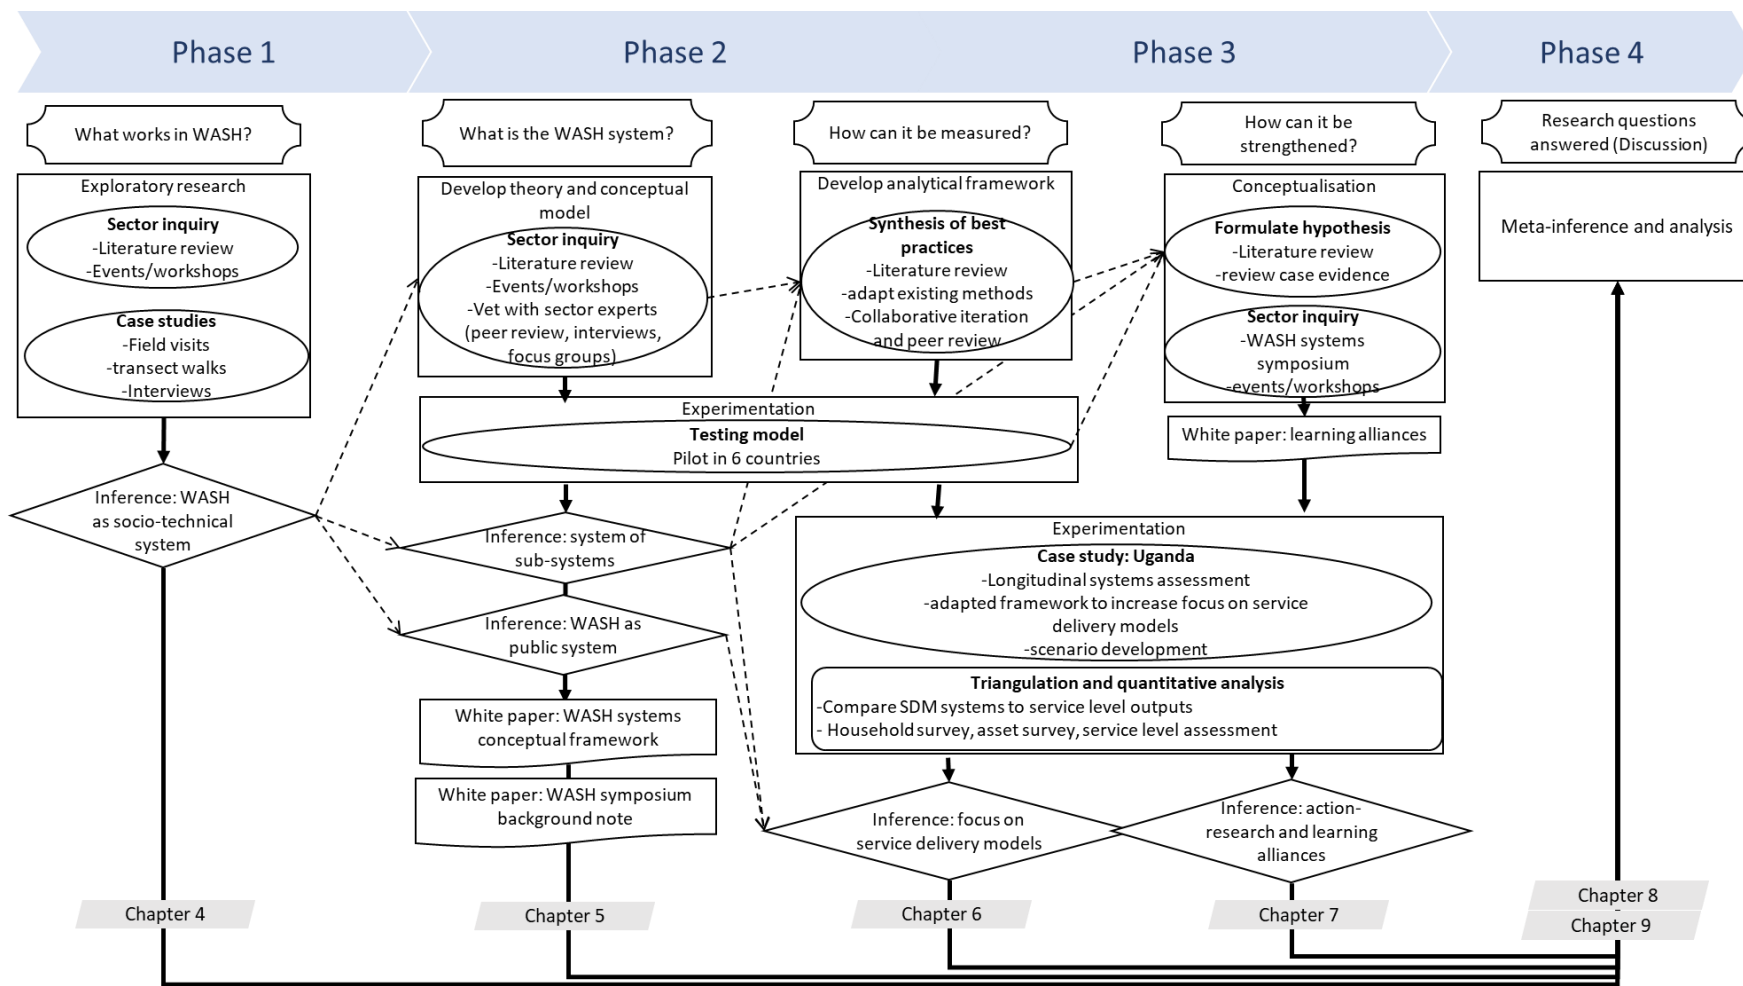 Phase 1
Phase 2
Phase 3
Phase 4
What works in WASH?
What is the WASH system?
How can it be measured?
How can it be
strengthened?
Research questions
answered (Discussion)
Exploratory research
Sector inquiry
-Literature review
-Events/workshops
Case studies
-Field visits
-transect walks
-Interviews
Inference: WASH
as socio-technical
system
Develop theory and conceptual
model
Sector inquiry
-Literature review
-Events/workshops
-Vet with sector experts
(peer review, interviews,
focus groups)
Develop analytical framework
Synthesis of best
practices
-Literature review
-adapt existing methods
-Collaborative iteration
and peer review
Experimentation
Testing model
Pilot in 6 countries
Inference: system of
sub-systems
Inference: WASH as
public system
White paper: WASH systems
conceptual framework
White paper: WASH symposium
background note
Conceptualisation
Formulate hypothesis
-Literature review
-review case evidence
Sector inquiry
-WASH systems
symposium
-events/workshops
White paper: learning alliances
Experimentation
Case study: Uganda
-Longitudinal systems assessment
-adapted framework to increase focus on service
delivery models
-scenario development
Triangulation and quantitative analysis
-Compare SDM systems to service level outputs
- Household survey, asset survey, service level assessment
Inference: focus on
service delivery models
Inference: action-
research and learning
alliances
Meta-inference and analysis
Chapter 4
Chapter 5
Chapter 6
Chapter 7
Chapter 8
Chapter 9